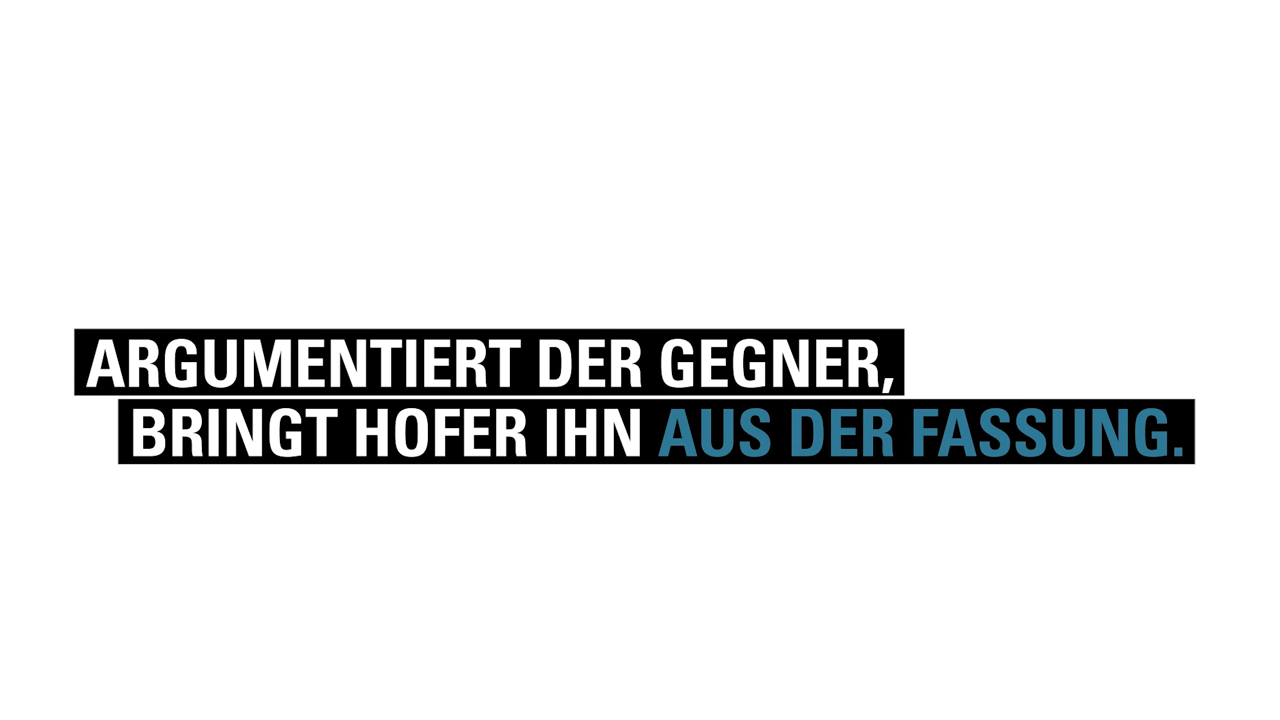 ARGUMENTIERT DER GEGNER,
BRINGT HOFER IHN AUS DER FASSUNG.